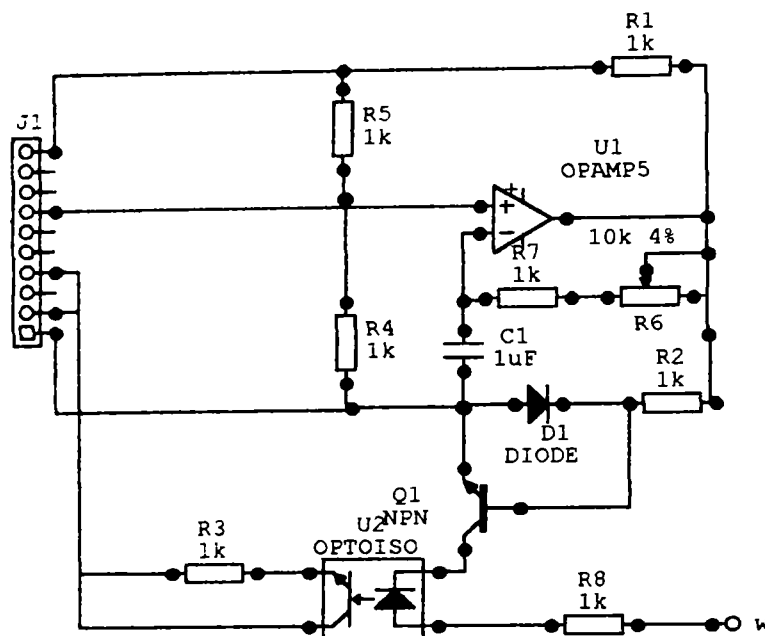 R1
1k
J1
R5
1k
U1
OPAMP5
+
+
−
10k 4%
R7
1k
R6
R4
1k
C1
1uF
R2
1k
D1
DIODE
Q1
NPN
U2
OPTOISO
R3
1k
R8
1k